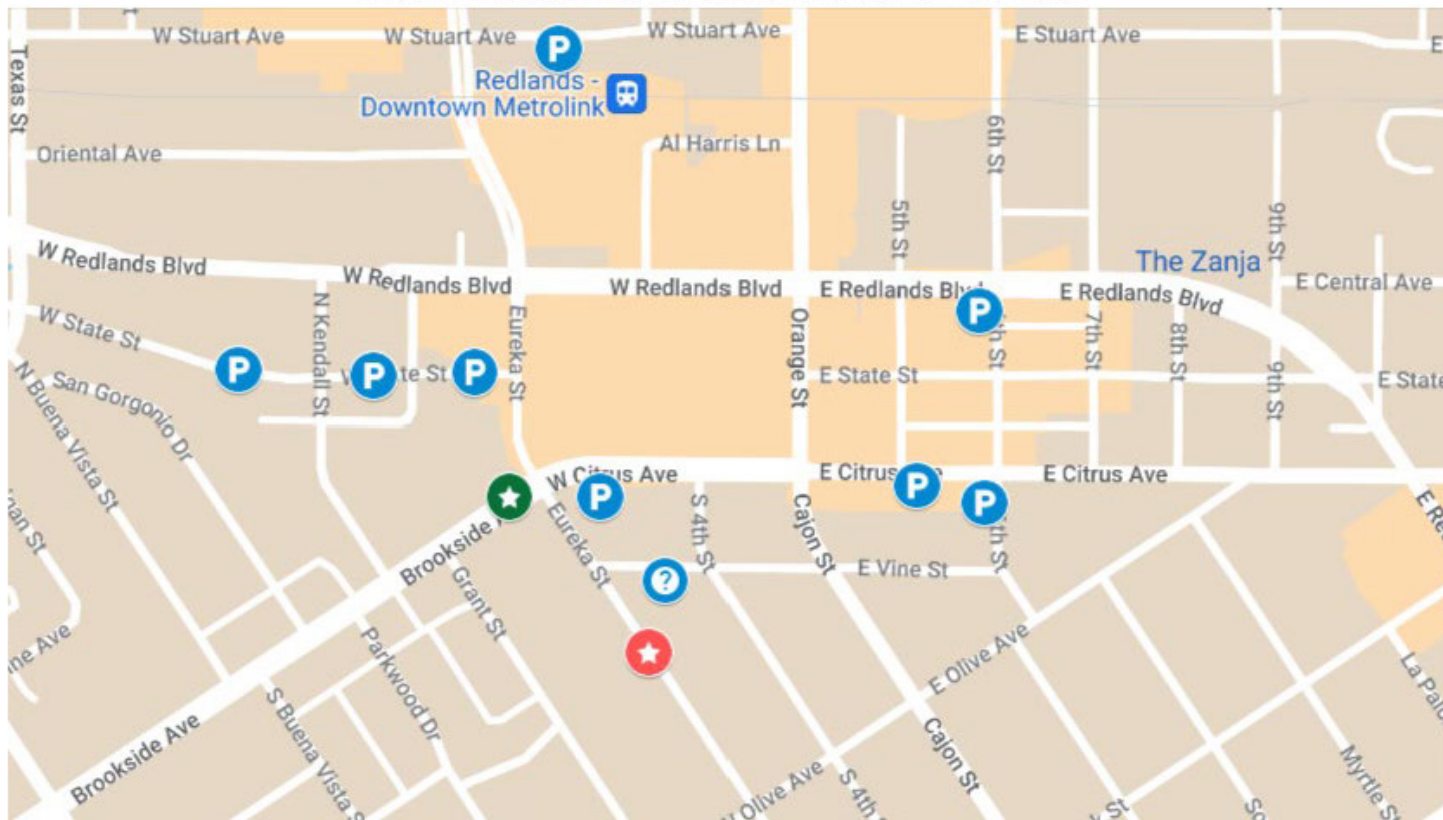 W Stuart Ave
W Stuart Ave
P
W Stuart Ave
E Stuart Ave
Texas St
Redlands -
Downtown Metrolink
6th St
Al Harris Ln
Oriental Ave
5th St
9th St
W Redlands Blvd
The Zanja
W Redlands Blvd
W Redlands Blvd
E Redlands
E Redlands Blvd
E Central Ave
P
N Kendall St
Eureka St
Orange St
7th St
8th St
9th St
W State St
P
P
P
E State St
E State
N Buena Vista St
San Gorgonio Dr
W Citrus Ave
E Citrus
E Citrus Ave
P
P
P
Brookside
Eureka St
S 4th St
Cajon St
E Vine St
?
Grant St
Parkwood Dr
E Olive Ave
La
S Buena Vista St
Brookside Ave
Olive Ave
S 4th St
Cajon St
Myrtle St